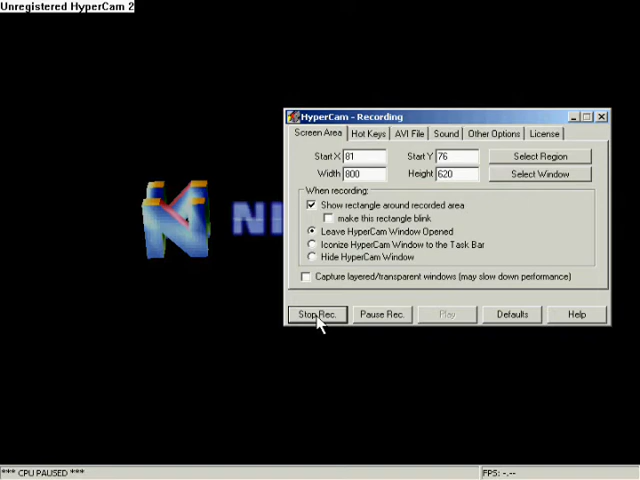 Unregistered HyperCam 2
HyperCam - Recording
Screen Area Hot Keys AVI File Sound Other Options License
Start X 81 Start Y 76 Select Region
Width 800 Height 620 Select Window
When recording:
Show rectangle around recorded area
make this rectangle blink
Leave HyperCam Window Opened
Iconize HyperCam Window to the Task Bar
Hide HyperCam Window
Capture layered/transparent windows (may slow down performance)
Stop Rec. Pause Rec. Play Defaults Help
NI
*** CPU PAUSED *** FPS: -.--